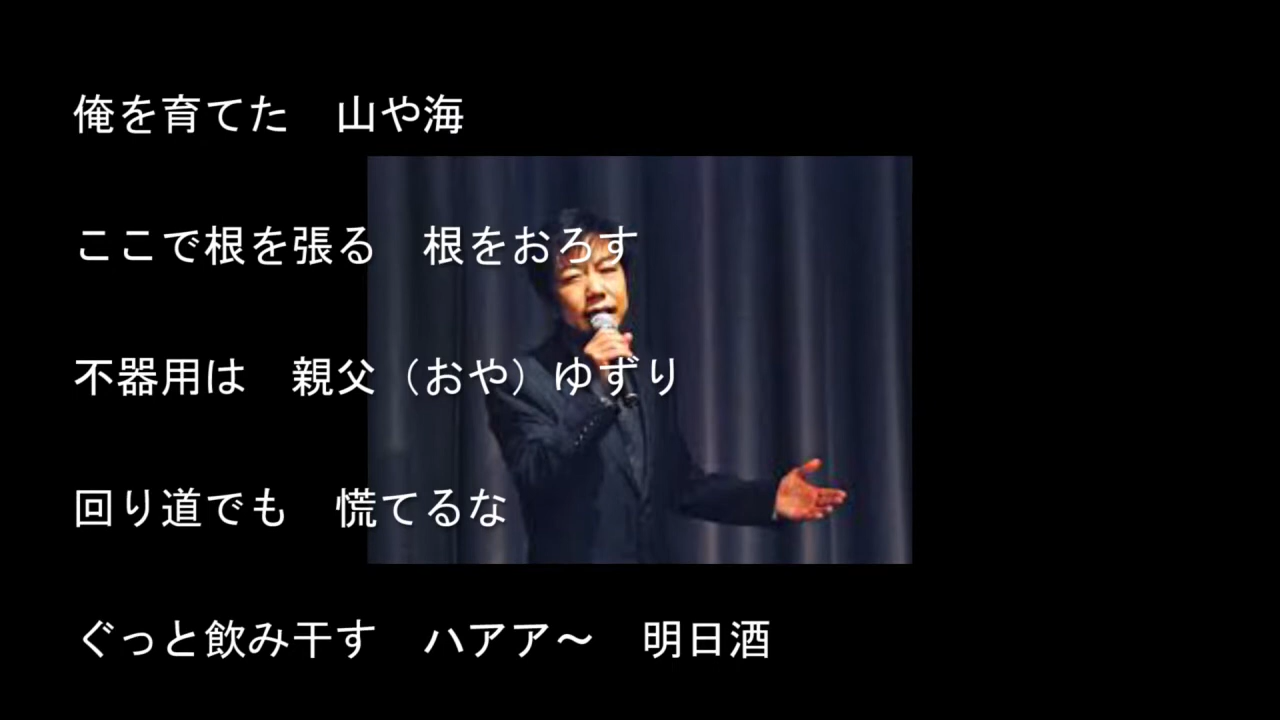 俺を育てた　山や海
ここで根を張る　根をおろす
不器用は　親父（おや）ゆずり
回り道でも　慌てるな
ぐっと飲み干す　ハアア～　明日酒